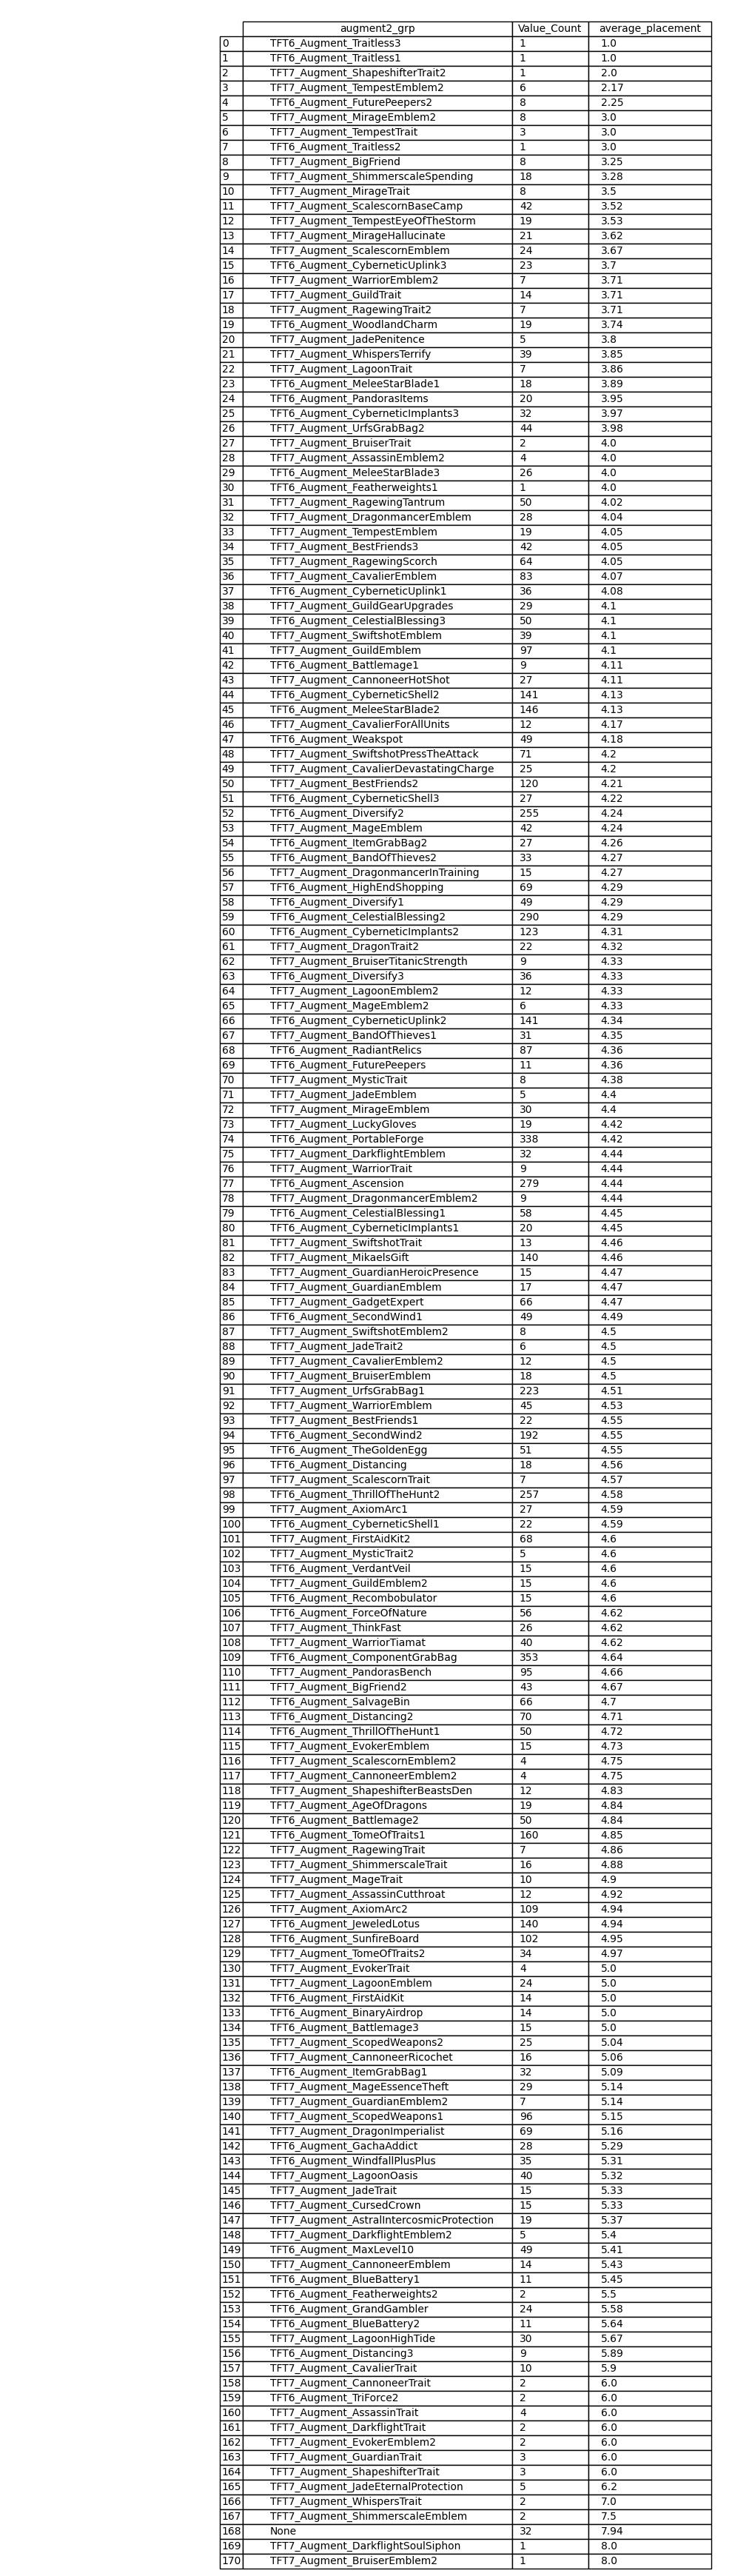 augment2_grp Value_Count average_placement
0 TFT6_Augment_Traitless3 1 1.0
1 TFT6_Augment_Traitless1 1 1.0
2 TFT7_Augment_ShapeshifterTrait2 1 2.0
3 TFT7_Augment_TempestEmblem2 6 2.17
4 TFT6_Augment_FuturePeepers2 8 2.25
5 TFT7_Augment_MirageEmblem2 8 3.0
6 TFT7_Augment_TempestTrait 3 3.0
7 TFT6_Augment_Traitless2 1 3.0
8 TFT7_Augment_BigFriend 8 3.25
9 TFT7_Augment_ShimmerscaleSpending 18 3.28
10 TFT7_Augment_MirageTrait 8 3.5
11 TFT7_Augment_ScalescornBaseCamp 42 3.52
12 TFT7_Augment_TempestEyeOfTheStorm 19 3.53
13 TFT7_Augment_MirageHallucinate 21 3.62
14 TFT7_Augment_ScalescornEmblem 24 3.67
15 TFT6_Augment_CyberneticUplink3 23 3.7
16 TFT7_Augment_WarriorEmblem2 7 3.71
17 TFT7_Augment_GuildTrait 14 3.71
18 TFT7_Augment_RagewingTrait2 7 3.71
19 TFT6_Augment_WoodlandCharm 19 3.74
20 TFT7_Augment_JadePenitence 5 3.8
21 TFT7_Augment_WhispersTerrify 39 3.85
22 TFT7_Augment_LagoonTrait 7 3.86
23 TFT6_Augment_MeleeStarBlade1 18 3.89
24 TFT6_Augment_PandorasItems 20 3.95
25 TFT6_Augment_CyberneticImplants3 32 3.97
26 TFT7_Augment_UrfsGrabBag2 44 3.98
27 TFT7_Augment_BruiserTrait 2 4.0
28 TFT7_Augment_AssassinEmblem2 4 4.0
29 TFT6_Augment_MeleeStarBlade3 26 4.0
30 TFT6_Augment_Featherweights1 1 4.0
31 TFT7_Augment_RagewingTantrum 50 4.02
32 TFT7_Augment_DragonmancerEmblem 28 4.04
33 TFT7_Augment_TempestEmblem 19 4.05
34 TFT7_Augment_BestFriends3 42 4.05
35 TFT7_Augment_RagewingScorch 64 4.05
36 TFT7_Augment_CavalierEmblem 83 4.07
37 TFT6_Augment_CyberneticUplink1 36 4.08
38 TFT7_Augment_GuildGearUpgrades 29 4.1
39 TFT6_Augment_CelestialBlessing3 50 4.1
40 TFT7_Augment_SwiftshotEmblem 39 4.1
41 TFT7_Augment_GuildEmblem 97 4.1
42 TFT6_Augment_Battlemage1 9 4.11
43 TFT7_Augment_CannoneerHotShot 27 4.11
44 TFT6_Augment_CyberneticShell2 141 4.13
45 TFT6_Augment_MeleeStarBlade2 146 4.13
46 TFT7_Augment_CavalierForAllUnits 12 4.17
47 TFT6_Augment_Weakspot 49 4.18
48 TFT7_Augment_SwiftshotPressTheAttack 71 4.2
49 TFT7_Augment_CavalierDevastatingCharge 25 4.2
50 TFT7_Augment_BestFriends2 120 4.21
51 TFT6_Augment_CyberneticShell3 27 4.22
52 TFT6_Augment_Diversify2 255 4.24
53 TFT7_Augment_MageEmblem 42 4.24
54 TFT6_Augment_ItemGrabBag2 27 4.26
55 TFT6_Augment_BandOfThieves2 33 4.27
56 TFT7_Augment_DragonmancerInTraining 15 4.27
57 TFT6_Augment_HighEndShopping 69 4.29
58 TFT6_Augment_Diversify1 49 4.29
59 TFT6_Augment_CelestialBlessing2 290 4.29
60 TFT6_Augment_CyberneticImplants2 123 4.31
61 TFT7_Augment_DragonTrait2 22 4.32
62 TFT7_Augment_BruiserTitanicStrength 9 4.33
63 TFT6_Augment_Diversify3 36 4.33
64 TFT7_Augment_LagoonEmblem2 12 4.33
65 TFT7_Augment_MageEmblem2 6 4.33
66 TFT6_Augment_CyberneticUplink2 141 4.34
67 TFT7_Augment_BandOfThieves1 31 4.35
68 TFT6_Augment_RadiantRelics 87 4.36
69 TFT6_Augment_FuturePeepers 11 4.36
70 TFT7_Augment_MysticTrait 8 4.38
71 TFT7_Augment_JadeEmblem 5 4.4
72 TFT7_Augment_MirageEmblem 30 4.4
73 TFT7_Augment_LuckyGloves 19 4.42
74 TFT6_Augment_PortableForge 338 4.42
75 TFT7_Augment_DarkflightEmblem 32 4.44
76 TFT7_Augment_WarriorTrait 9 4.44
77 TFT6_Augment_Ascension 279 4.44
78 TFT7_Augment_DragonmancerEmblem2 9 4.44
79 TFT6_Augment_CelestialBlessing1 58 4.45
80 TFT6_Augment_CyberneticImplants1 20 4.45
81 TFT7_Augment_SwiftshotTrait 13 4.46
82 TFT7_Augment_MikaelsGift 140 4.46
83 TFT7_Augment_GuardianHeroicPresence 15 4.47
84 TFT7_Augment_GuardianEmblem 17 4.47
85 TFT7_Augment_GadgetExpert 66 4.47
86 TFT6_Augment_SecondWind1 49 4.49
87 TFT7_Augment_SwiftshotEmblem2 8 4.5
88 TFT7_Augment_JadeTrait2 6 4.5
89 TFT7_Augment_CavalierEmblem2 12 4.5
90 TFT7_Augment_BruiserEmblem 18 4.5
91 TFT7_Augment_UrfsGrabBag1 223 4.51
92 TFT7_Augment_WarriorEmblem 45 4.53
93 TFT7_Augment_BestFriends1 22 4.55
94 TFT6_Augment_SecondWind2 192 4.55
95 TFT6_Augment_TheGoldenEgg 51 4.55
96 TFT6_Augment_Distancing 18 4.56
97 TFT7_Augment_ScalescornTrait 7 4.57
98 TFT6_Augment_ThrillOfTheHunt2 257 4.58
99 TFT7_Augment_AxiomArc1 27 4.59
100 TFT6_Augment_CyberneticShell1 22 4.59
101 TFT7_Augment_FirstAidKit2 68 4.6
102 TFT7_Augment_MysticTrait2 5 4.6
103 TFT6_Augment_VerdantVeil 15 4.6
104 TFT7_Augment_GuildEmblem2 15 4.6
105 TFT6_Augment_Recombobulator 15 4.6
106 TFT6_Augment_ForceOfNature 56 4.62
107 TFT7_Augment_ThinkFast 26 4.62
108 TFT7_Augment_WarriorTiamat 40 4.62
109 TFT6_Augment_ComponentGrabBag 353 4.64
110 TFT7_Augment_PandorasBench 95 4.66
111 TFT7_Augment_BigFriend2 43 4.67
112 TFT6_Augment_SalvageBin 66 4.7
113 TFT6_Augment_Distancing2 70 4.71
114 TFT6_Augment_ThrillOfTheHunt1 50 4.72
115 TFT7_Augment_EvokerEmblem 15 4.73
116 TFT7_Augment_ScalescornEmblem2 4 4.75
117 TFT7_Augment_CannoneerEmblem2 4 4.75
118 TFT7_Augment_ShapeshifterBeastsDen 12 4.83
119 TFT7_Augment_AgeOfDragons 19 4.84
120 TFT6_Augment_Battlemage2 50 4.84
121 TFT6_Augment_TomeOfTraits1 160 4.85
122 TFT7_Augment_RagewingTrait 7 4.86
123 TFT7_Augment_ShimmerscaleTrait 16 4.88
124 TFT7_Augment_MageTrait 10 4.9
125 TFT7_Augment_AssassinCutthroat 12 4.92
126 TFT7_Augment_AxiomArc2 109 4.94
127 TFT6_Augment_JeweledLotus 140 4.94
128 TFT6_Augment_SunfireBoard 102 4.95
129 TFT7_Augment_TomeOfTraits2 34 4.97
130 TFT7_Augment_EvokerTrait 4 5.0
131 TFT7_Augment_LagoonEmblem 24 5.0
132 TFT6_Augment_FirstAidKit 14 5.0
133 TFT6_Augment_BinaryAirdrop 14 5.0
134 TFT6_Augment_Battlemage3 15 5.0
135 TFT7_Augment_ScopedWeapons2 25 5.04
136 TFT7_Augment_CannoneerRicochet 16 5.06
137 TFT6_Augment_ItemGrabBag1 32 5.09
138 TFT7_Augment_MageEssenceTheft 29 5.14
139 TFT7_Augment_GuardianEmblem2 7 5.14
140 TFT7_Augment_ScopedWeapons1 96 5.15
141 TFT7_Augment_DragonImperialist 69 5.16
142 TFT6_Augment_GachaAddict 28 5.29
143 TFT6_Augment_WindfallPlusPlus 35 5.31
144 TFT7_Augment_LagoonOasis 40 5.32
145 TFT7_Augment_JadeTrait 15 5.33
146 TFT7_Augment_CursedCrown 15 5.33
147 TFT7_Augment_AstralIntercosmicProtection 19 5.37
148 TFT7_Augment_DarkflightEmblem2 5 5.4
149 TFT6_Augment_MaxLevel10 49 5.41
150 TFT7_Augment_CannoneerEmblem 14 5.43
151 TFT6_Augment_BlueBattery1 11 5.45
152 TFT6_Augment_Featherweights2 2 5.5
153 TFT6_Augment_GrandGambler 24 5.58
154 TFT6_Augment_BlueBattery2 11 5.64
155 TFT7_Augment_LagoonHighTide 30 5.67
156 TFT6_Augment_Distancing3 9 5.89
157 TFT7_Augment_CavalierTrait 10 5.9
158 TFT7_Augment_CannoneerTrait 2 6.0
159 TFT6_Augment_TriForce2 2 6.0
160 TFT7_Augment_AssassinTrait 4 6.0
161 TFT7_Augment_DarkflightTrait 2 6.0
162 TFT7_Augment_EvokerEmblem2 2 6.0
163 TFT7_Augment_GuardianTrait 3 6.0
164 TFT7_Augment_ShapeshifterTrait 3 6.0
165 TFT7_Augment_JadeEternalProtection 5 6.2
166 TFT7_Augment_WhispersTrait 2 7.0
167 TFT7_Augment_ShimmerscaleEmblem 2 7.5
168 None 32 7.94
169 TFT7_Augment_DarkflightSoulSiphon 1 8.0
170 TFT7_Augment_BruiserEmblem2 1 8.0